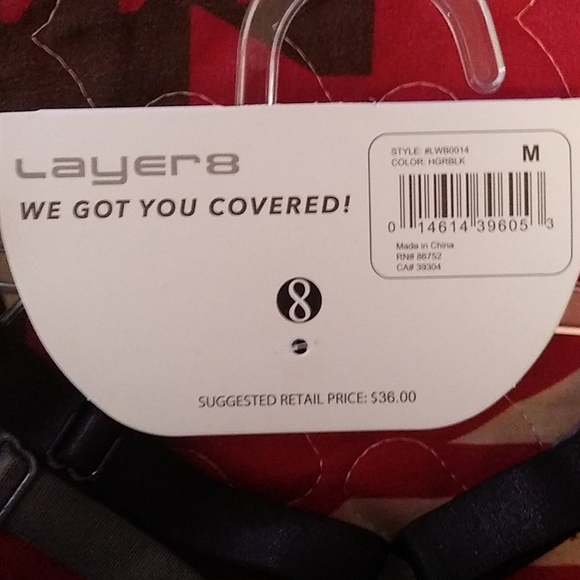 Layer8
WE GOT YOU COVERED!
STYLE: #LWB0014
COLOR: HGRBLK
M
0 14614 39605 3
Made in China
RN# 86752
CA# 39304
8
SUGGESTED RETAIL PRICE: $36.00